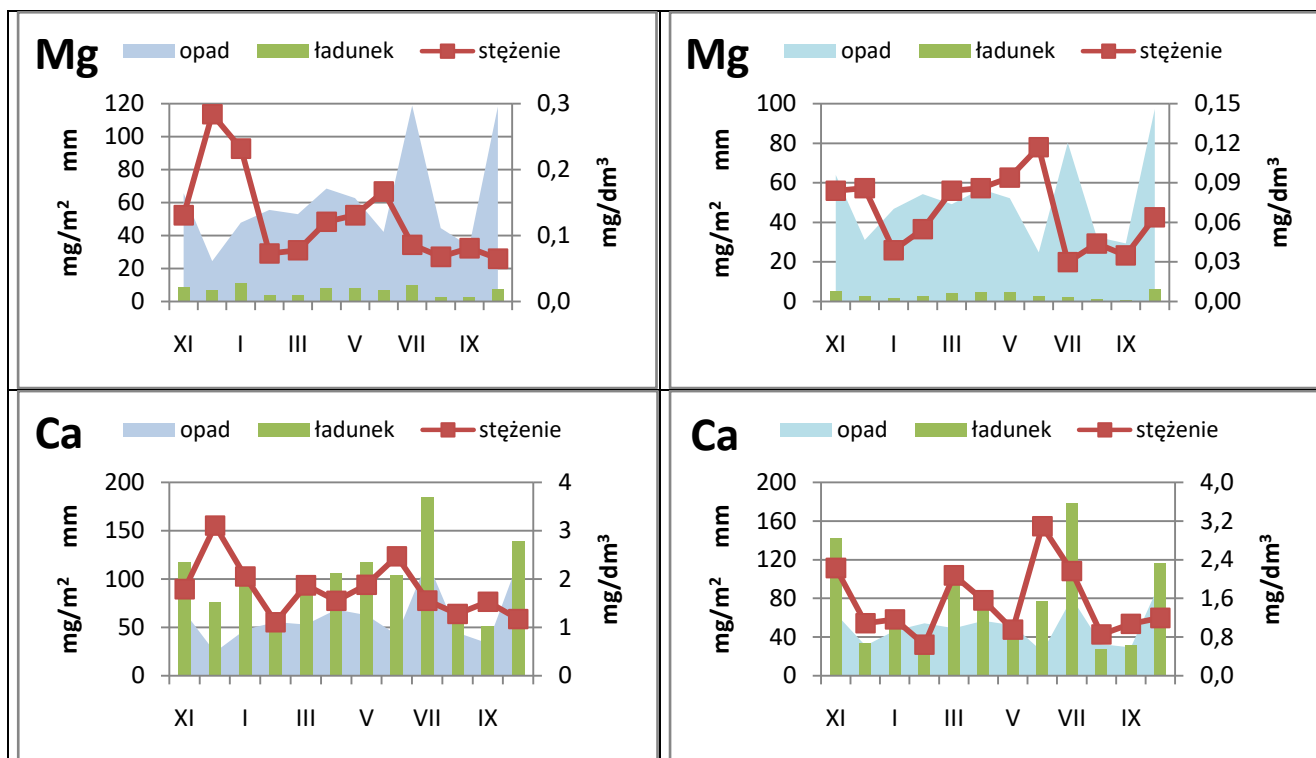 Mg opad ładunek stężenie
mg/m² mm
120
100
80
60
40
20
0
0,3
0,2
0,1
0,0
mg/dm³
XI I III V VII IX
Mg opad ładunek stężenie
mg/m² mm
100
80
60
40
20
0
0,15
0,12
0,09
0,06
0,03
0,00
mg/dm³
XI I III V VII IX
Ca opad ładunek stężenie
mg/m² mm
200
150
100
50
0
4
3
2
1
0
mg/dm³
XI I III V VII IX
Ca opad ładunek stężenie
mg/m² mm
200
160
120
80
40
0
4,0
3,2
2,4
1,6
0,8
0,0
mg/dm³
XI I III V VII IX